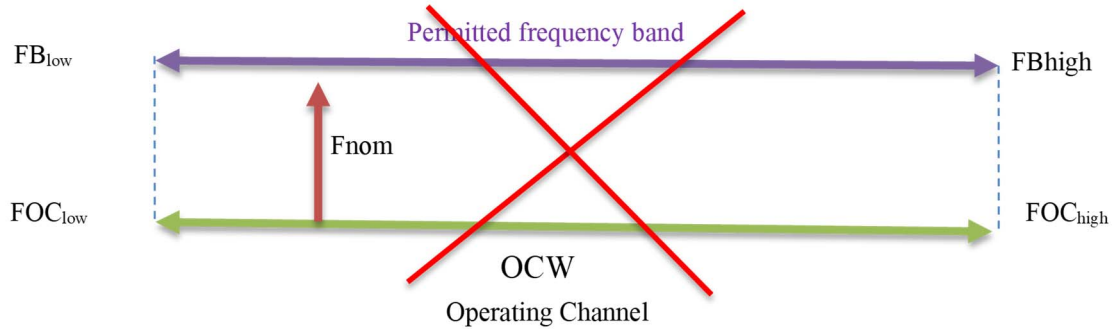 Permitted frequency band
FBlow
FBhigh
Fnom
FOClow
FOChigh
OCW
Operating Channel